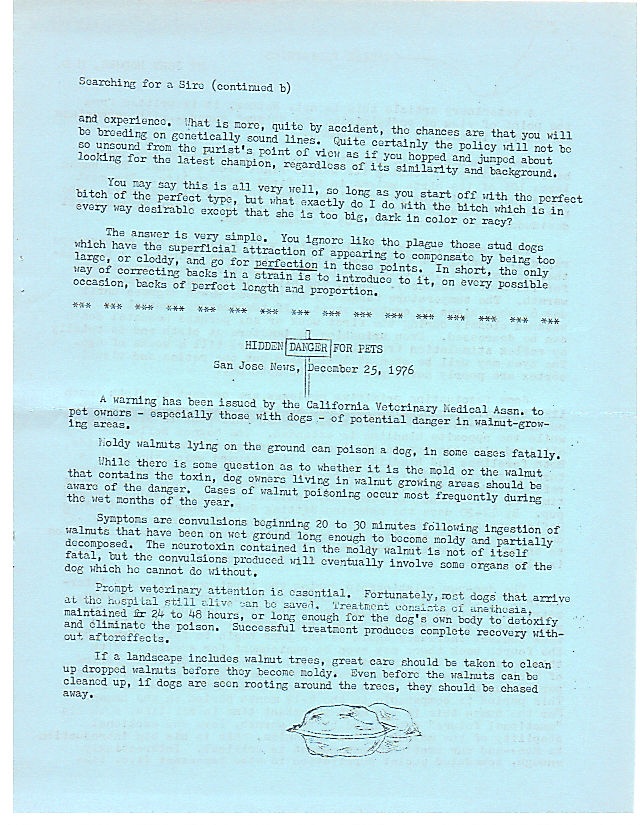 Searching for a Sire (continued b)
and experience. What is more, quite by accident, the chances are that you will
be breeding on genetically sound lines. Quite certainly the policy will not be
so unsound from the purist's point of view as if you hopped and jumped about
looking for the latest champion, regardless of its similarity and background.
You may say this is all very well, so long as you start off with the perfect
bitch of the perfect type, but what exactly do I do with the bitch which is in
every way desirable except that she is too big, dark in color or racy?
The answer is very simple. You ignore like the plague those stud dogs
which have the superficial attraction of appearing to compensate by being too
large, or cloddy, and go for perfection in these points. In short, the only
way of correcting backs in a strain is to introduce to it, on every possible
occasion, backs of perfect length and proportion.
*** *** *** *** *** *** *** *** *** *** *** *** *** *** *** ***
HIDDEN DANGER FOR PETS
San Jose News, December 25, 1976
A warning has been issued by the California Veterinary Medical Assn. to
pet owners - especially those with dogs - of potential danger in walnut-grow-
ing areas.
Moldy walnuts lying on the ground can poison a dog, in some cases fatally.
While there is some question as to whether it is the mold or the walnut
that contains the toxin, dog owners living in walnut growing areas should be
aware of the danger. Cases of walnut poisoning occur most frequently during
the wet months of the year.
Symptoms are convulsions beginning 20 to 30 minutes following ingestion of
walnuts that have been on wet ground long enough to become moldy and partially
decomposed. The neurotoxin contained in the moldy walnut is not of itself
fatal, but the convulsions produced will eventually involve some organs of the
dog which he cannot do without.
Prompt veterinary attention is essential. Fortunately, most dogs that arrive
at the hospital still alive can be saved. Treatment consists of anethesia,
maintained for 24 to 48 hours, or long enough for the dog's own body to detoxify
and eliminate the poison. Successful treatment produces complete recovery with-
out aftereffects.
If a landscape includes walnut trees, great care should be taken to clean
up dropped walnuts before they become moldy. Even before the walnuts can be
cleaned up, if dogs are seen rooting around the trees, they should be chased
away.